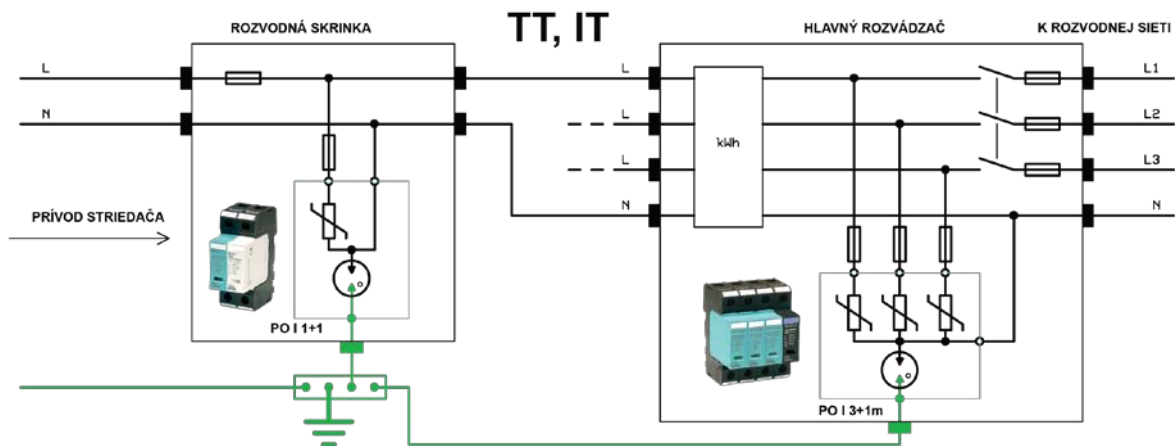 TT, IT
ROZVODNÁ SKRINKA
HLAVNÝ ROZVÁDZAČ
K ROZVODNEJ SIETI
L
L
L1
N
L
L2
kWh
L
L3
N
N
PRÍVOD STRIEDAČA
PO I 1+1
PO I 3+1m